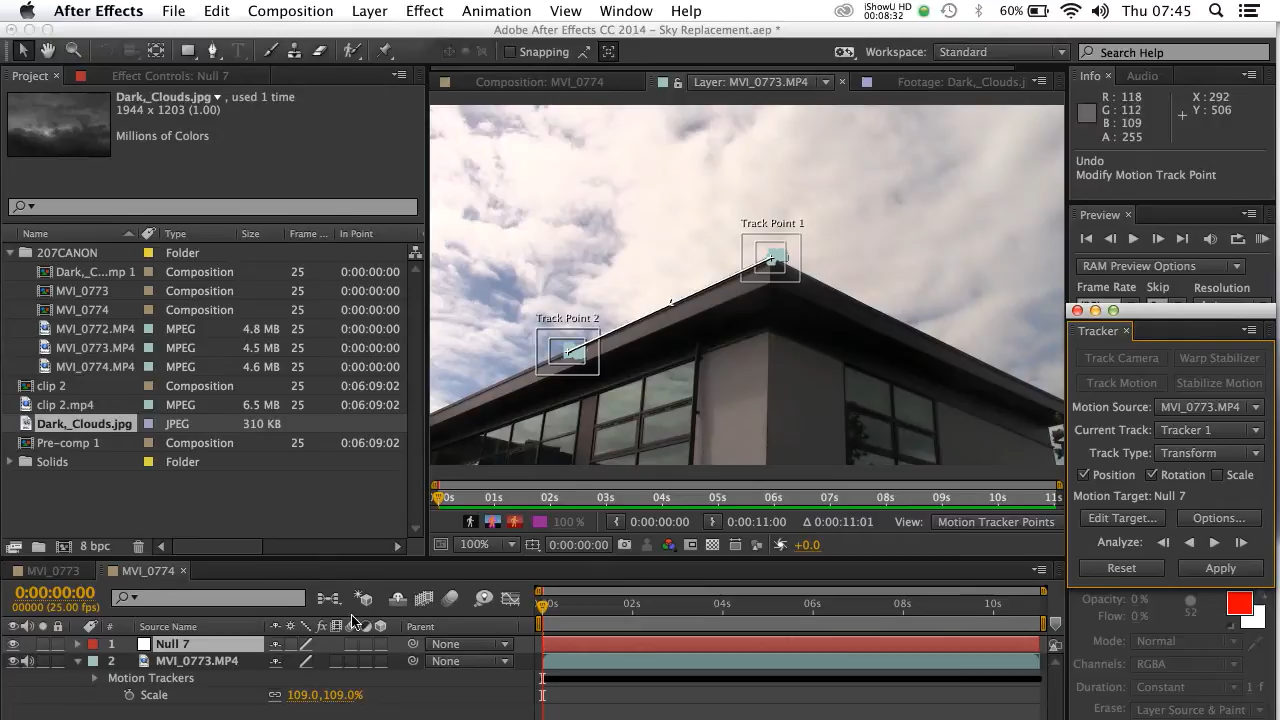 After Effects File Edit Composition Layer Effect Animation View Window Help iShowU HD 00:08:32 60% Thu 07:45
Adobe After Effects CC 2014 - Sky Replacement.aep *
Snapping Workspace: Standard Search Help
Project Effect Controls: Null 7
Composition: MVI_0774 Layer: MVI_0773.MP4 Footage: Dark,_Clouds.j
Info Audio
Dark,_Clouds.jpg , used 1 time
1944 x 1203 (1.00)
Millions of Colors
R : 118 X : 292
G : 112 Y : 506
B : 109
A : 255
Undo
Modify Motion Track Point
Preview
RAM Preview Options
Frame Rate Skip Resolution
Name Type Size Frame ... In Point
207CANON Folder
Dark,_C...mp 1 Composition 25 0:00:00:00
MVI_0773 Composition 25 0:00:00:00
MVI_0774 Composition 25 0:00:00:00
MVI_0772.MP4 MPEG 4.8 MB 25 0:00:00:00
MVI_0773.MP4 MPEG 4.5 MB 25 0:00:00:00
MVI_0774.MP4 MPEG 4.6 MB 25 0:00:00:00
clip 2 Composition 25 0:06:09:02
clip 2.mp4 MPEG 6.5 MB 25 0:06:09:02
Dark,_Clouds.jpg JPEG 310 KB
Pre-comp 1 Composition 25 0:06:09:02
Solids Folder
8 bpc
Track Point 1
Track Point 2
:00s 01s 02s 03s 04s 05s 06s 07s 08s 09s 10s 11s
100 % 0:00:00:00 0:00:11:00 Δ 0:00:11:01 View: Motion Tracker Points
100% 0:00:00:00 +0.0
Tracker
Track Camera Warp Stabilizer
Track Motion Stabilize Motion
Motion Source: MVI_0773.MP4
Current Track: Tracker 1
Track Type: Transform
Position Rotation Scale
Motion Target: Null 7
Edit Target... Options...
Analyze:
Reset Apply
Opacity: 0 %
Flow: 0 %
52
Mode: Normal
Channels: RGBA
Duration: Constant 1 f
Erase: Layer Source & Paint
MVI_0773 MVI_0774
0:00:00:00
00000 (25.00 fps)
00s 02s 04s 06s 08s 10s
# Source Name fx Parent
1 Null 7 None
2 MVI_0773.MP4 None
Motion Trackers
Scale 109.0,109.0%